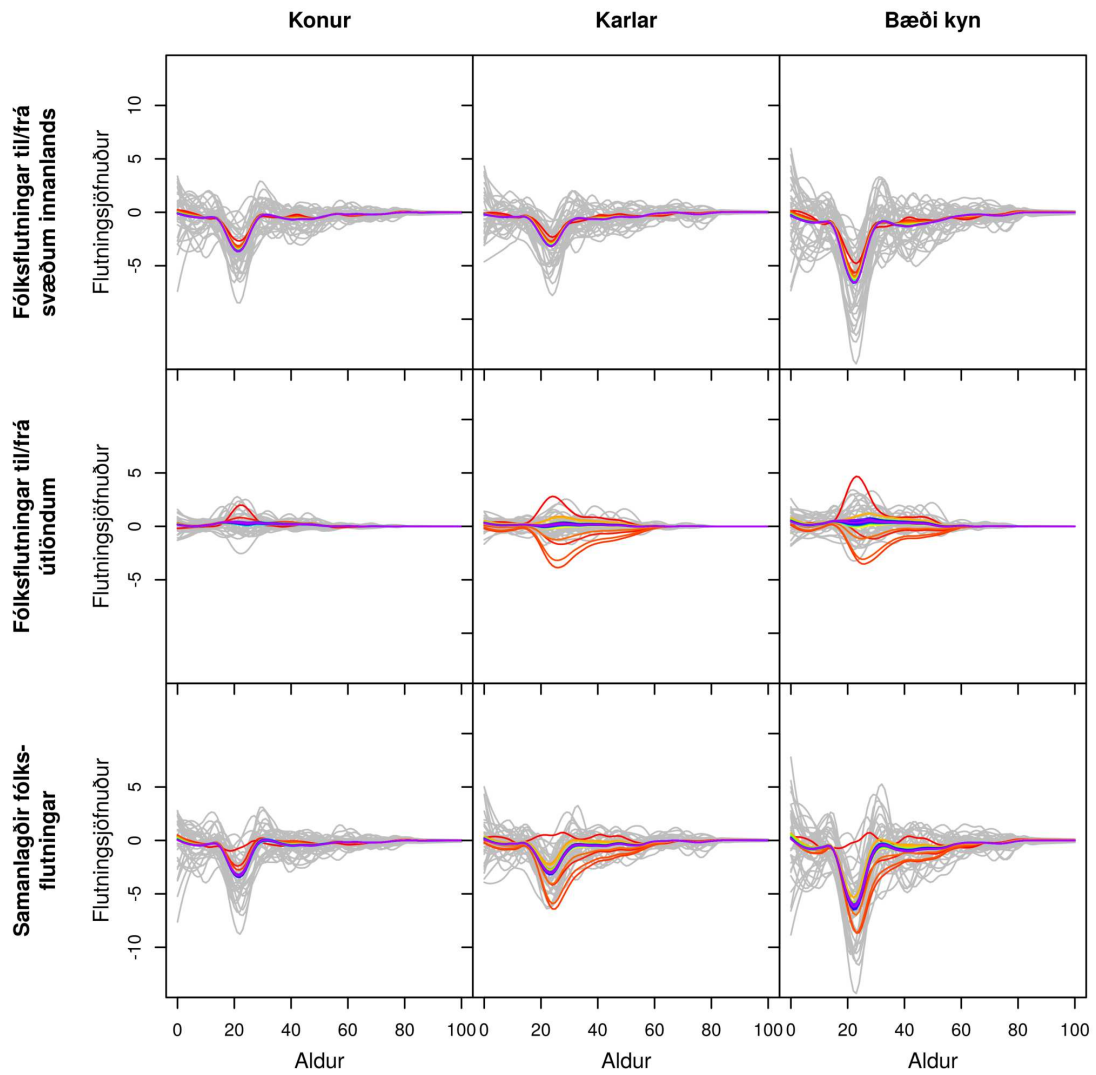 Konur
Karlar
Bæði kyn
Fólksflutningar til/frá
svæðum innanlands
Flutningsjöfnuður
10
5
0
-5
Fólksflutningar til/frá
útlöndum
Flutningsjöfnuður
5
0
-5
Samanlagðir fólks-
flutningar
Flutningsjöfnuður
5
0
-5
-10
0 20 40 60 80 100
0 20 40 60 80 100
0 20 40 60 80 100
Aldur
Aldur
Aldur